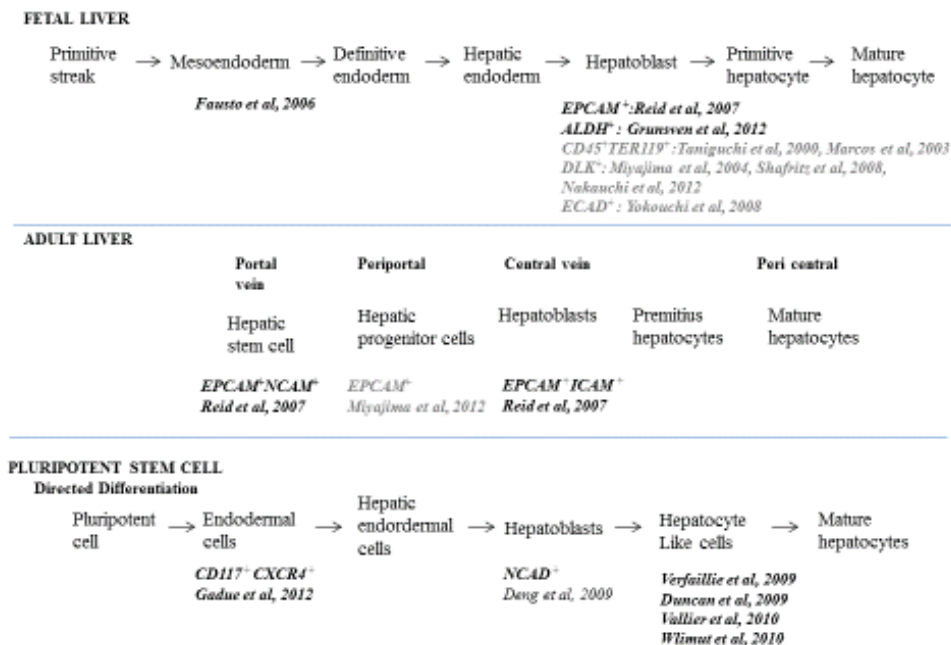 FETAL LIVER
Primitive streak → Mesoendoderm → Definitive endoderm → Hepatic endoderm → Hepatoblast → Primitive hepatocyte → Mature hepatocyte
Fausto et al, 2006
EPCAM⁺:Reid et al, 2007
ALDH⁺: Grunsven et al, 2012
CD45⁺TER119⁺: Taniguchi et al, 2000, Marcos et al, 2003
DLK⁺: Miyajima et al, 2004, Shafritz et al, 2008,
Nakauchi et al, 2012
ECAD⁺: Yokouchi et al, 2008
ADULT LIVER
Portal vein Periportal Central vein Peri central
Hepatic stem cell Hepatic progenitor cells Hepatoblasts Premitius hepatocytes Mature hepatocytes
EPCAM⁺NCAM⁺ EPCAM⁺ EPCAM⁺ICAM⁺
Reid et al, 2007 Miyajima et al, 2012 Reid et al, 2007
PLURIPOTENT STEM CELL
Directed Differentiation
Pluripotent cell → Endodermal cells → Hepatic endordermal cells → Hepatoblasts → Hepatocyte Like cells → Mature hepatocytes
CD117⁺CXCR4⁺ NCAD⁺ Verfaillie et al, 2009
Gadue et al, 2012 Deng et al, 2009 Duncan et al, 2009
Vallier et al, 2010
Wlimut et al, 2010